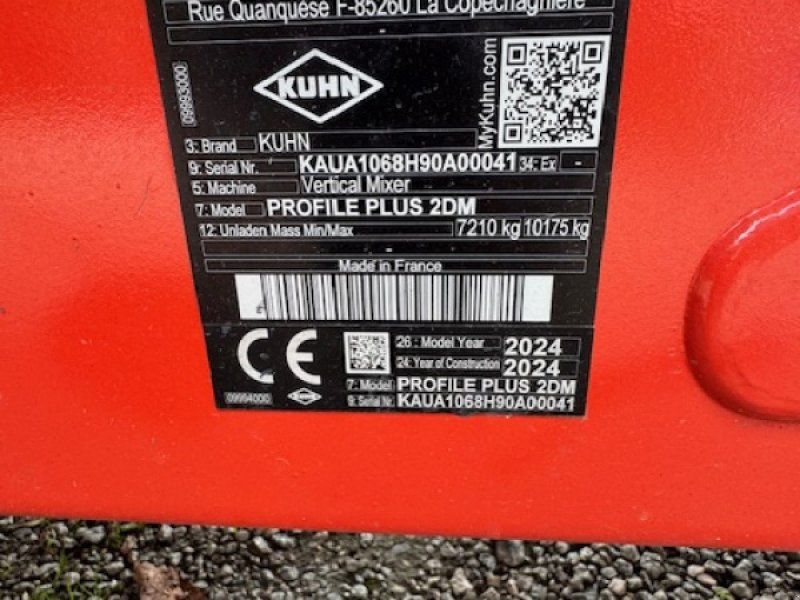 Rue Quanquèse F-85260 La Copechagnière
09993000
KUHN
MyKuhn.com
3: Brand KUHN
9: Serial Nr. KAUA1068H90A00041 34: Ex -
5: Machine Vertical Mixer
7: Model PROFILE PLUS 2DM
12: Unladen Mass Min/Max 7210 kg 10175 kg
- -
Made in France
CE
26 : Model Year 2024
24: Year of Construction 2024
7: Model PROFILE PLUS 2DM
09994000
9: Serial Nr. KAUA1068H90A00041